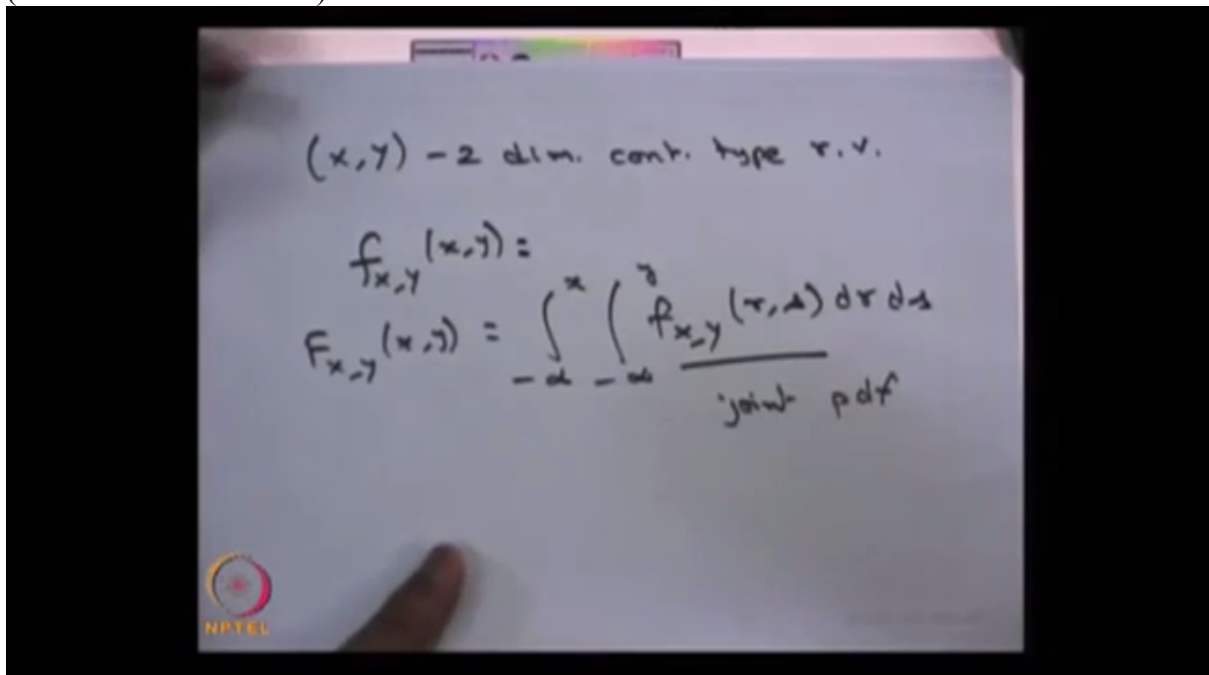 (x,y) - 2 dim. cont. type r.v.
f_{x,y}(x,y) =
F_{x,y}(x,y) = ∫_{-∞}^{x} ∫_{-∞}^{y} f_{x,y}(r,s) dr ds
joint pdf
NPTEL